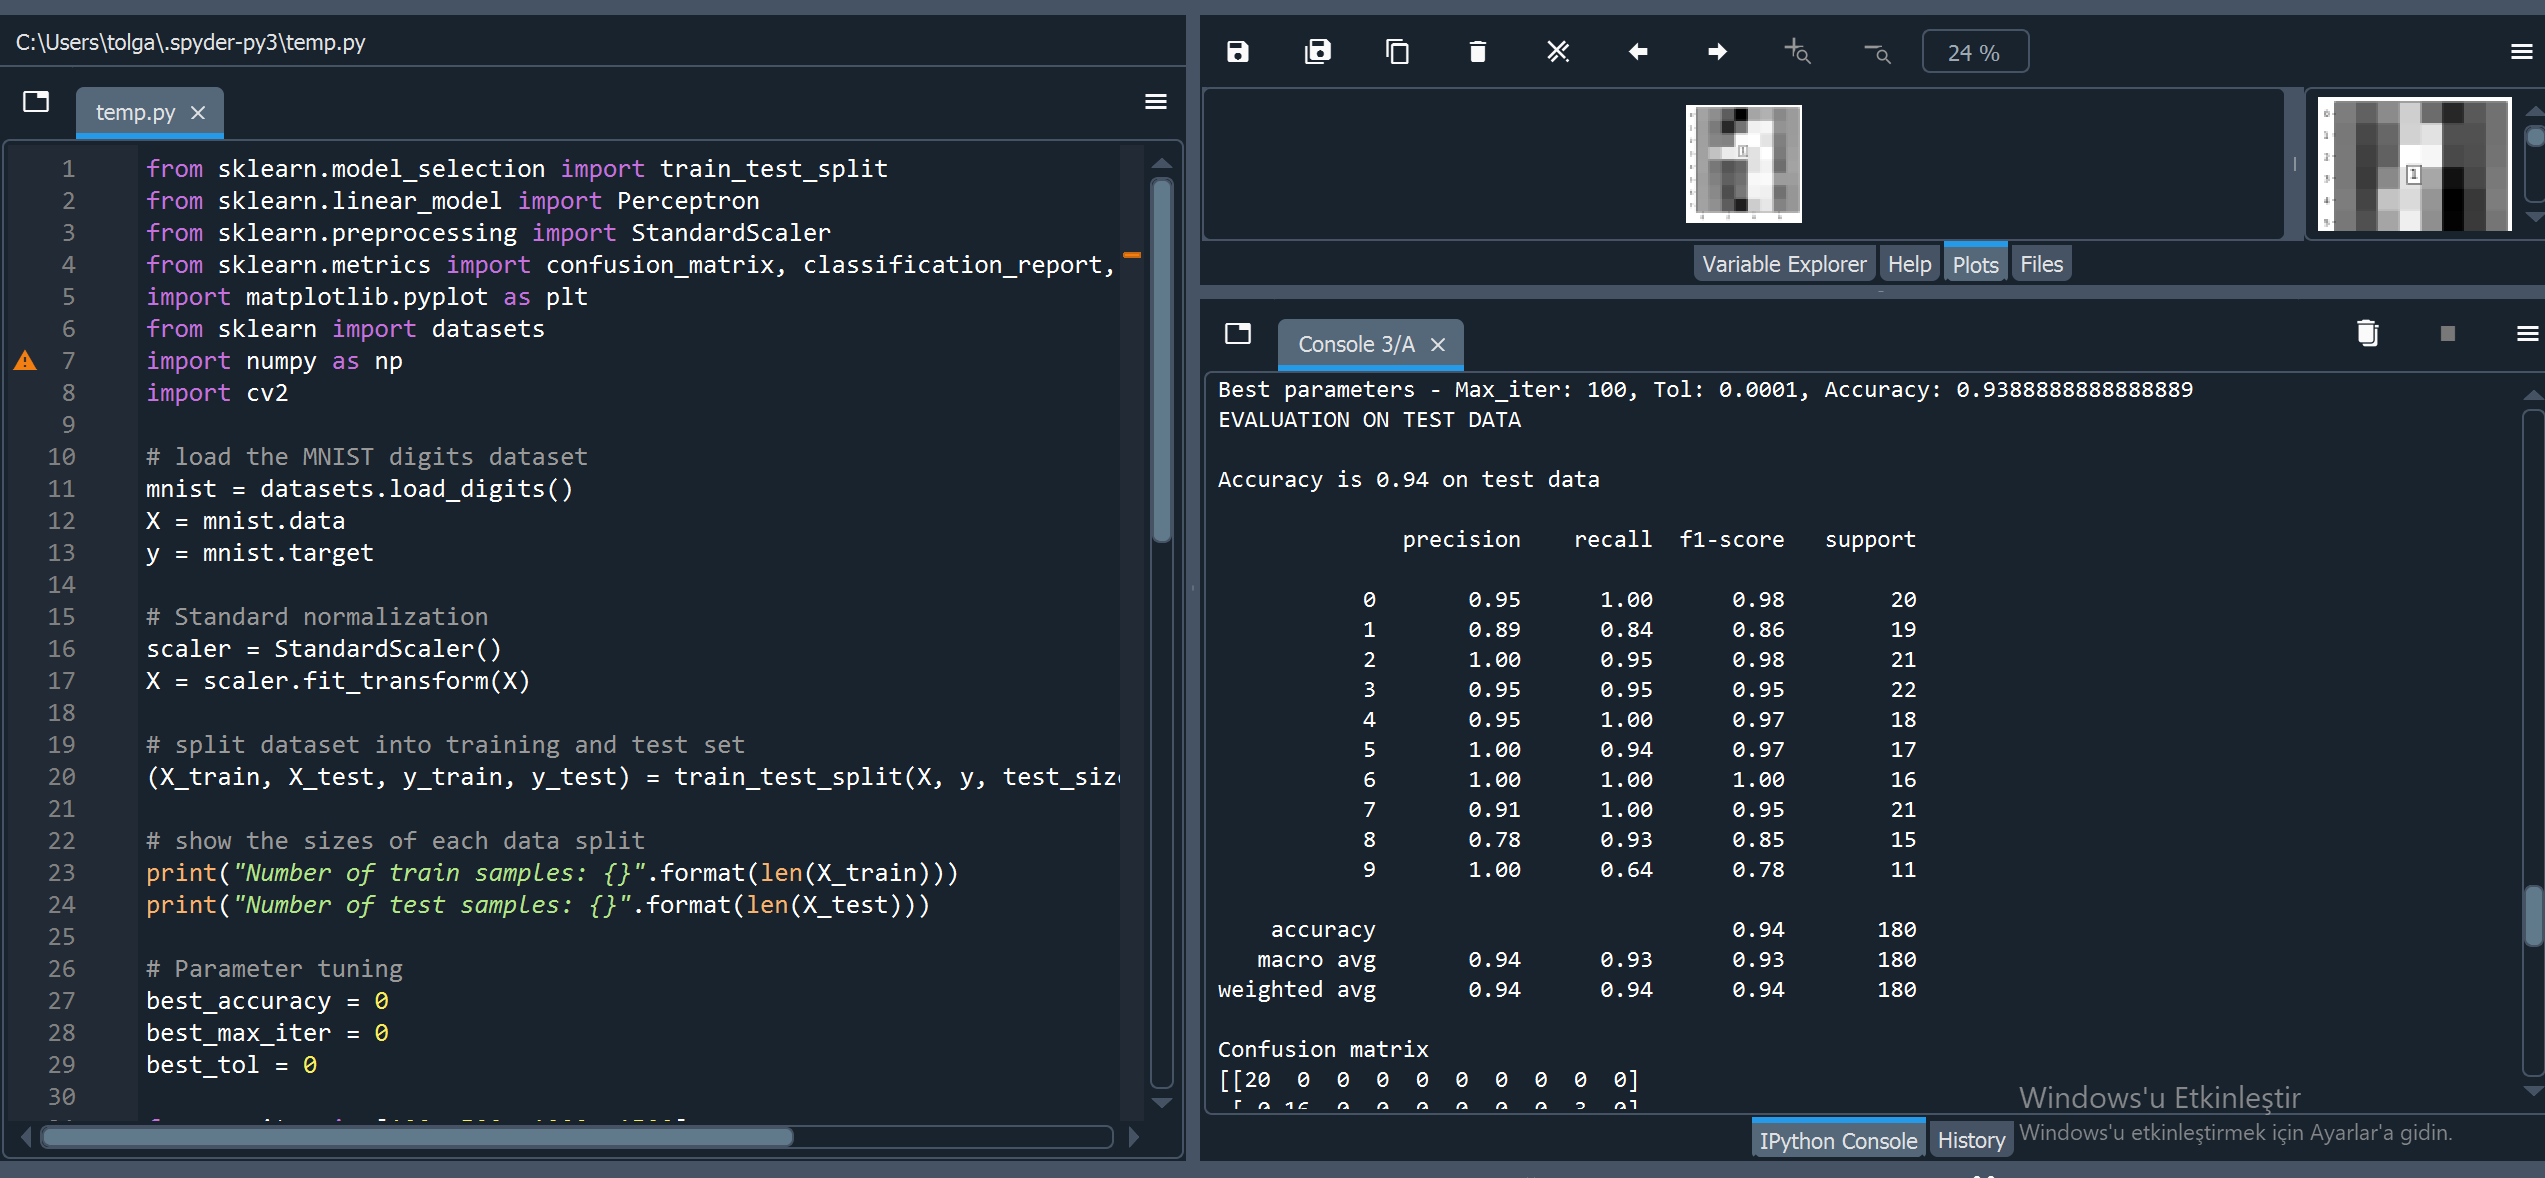 C:\Users\tolga\.spyder-py3\temp.py
temp.py
1 from sklearn.model_selection import train_test_split
2 from sklearn.linear_model import Perceptron
3 from sklearn.preprocessing import StandardScaler
4 from sklearn.metrics import confusion_matrix, classification_report,
5 import matplotlib.pyplot as plt
6 from sklearn import datasets
7 import numpy as np
8 import cv2
9
10 # load the MNIST digits dataset
11 mnist = datasets.load_digits()
12 X = mnist.data
13 y = mnist.target
14
15 # Standard normalization
16 scaler = StandardScaler()
17 X = scaler.fit_transform(X)
18
19 # split dataset into training and test set
20 (X_train, X_test, y_train, y_test) = train_test_split(X, y, test_siz
21
22 # show the sizes of each data split
23 print("Number of train samples: {}".format(len(X_train)))
24 print("Number of test samples: {}".format(len(X_test)))
25
26 # Parameter tuning
27 best_accuracy = 0
28 best_max_iter = 0
29 best_tol = 0
30
24 %
1
1
Variable Explorer Help Plots Files
Console 3/A
Best parameters - Max_iter: 100, Tol: 0.0001, Accuracy: 0.9388888888888889
EVALUATION ON TEST DATA
Accuracy is 0.94 on test data
precision recall f1-score support
0 0.95 1.00 0.98 20
1 0.89 0.84 0.86 19
2 1.00 0.95 0.98 21
3 0.95 0.95 0.95 22
4 0.95 1.00 0.97 18
5 1.00 0.94 0.97 17
6 1.00 1.00 1.00 16
7 0.91 1.00 0.95 21
8 0.78 0.93 0.85 15
9 1.00 0.64 0.78 11
accuracy 0.94 180
macro avg 0.94 0.93 0.93 180
weighted avg 0.94 0.94 0.94 180
Confusion matrix
[[20 0 0 0 0 0 0 0 0 0]
[ 0 16 0 0 0 0 0 0 3 0]
Windows'u Etkinleştir
Windows'u etkinleştirmek için Ayarlar'a gidin.
IPython Console History